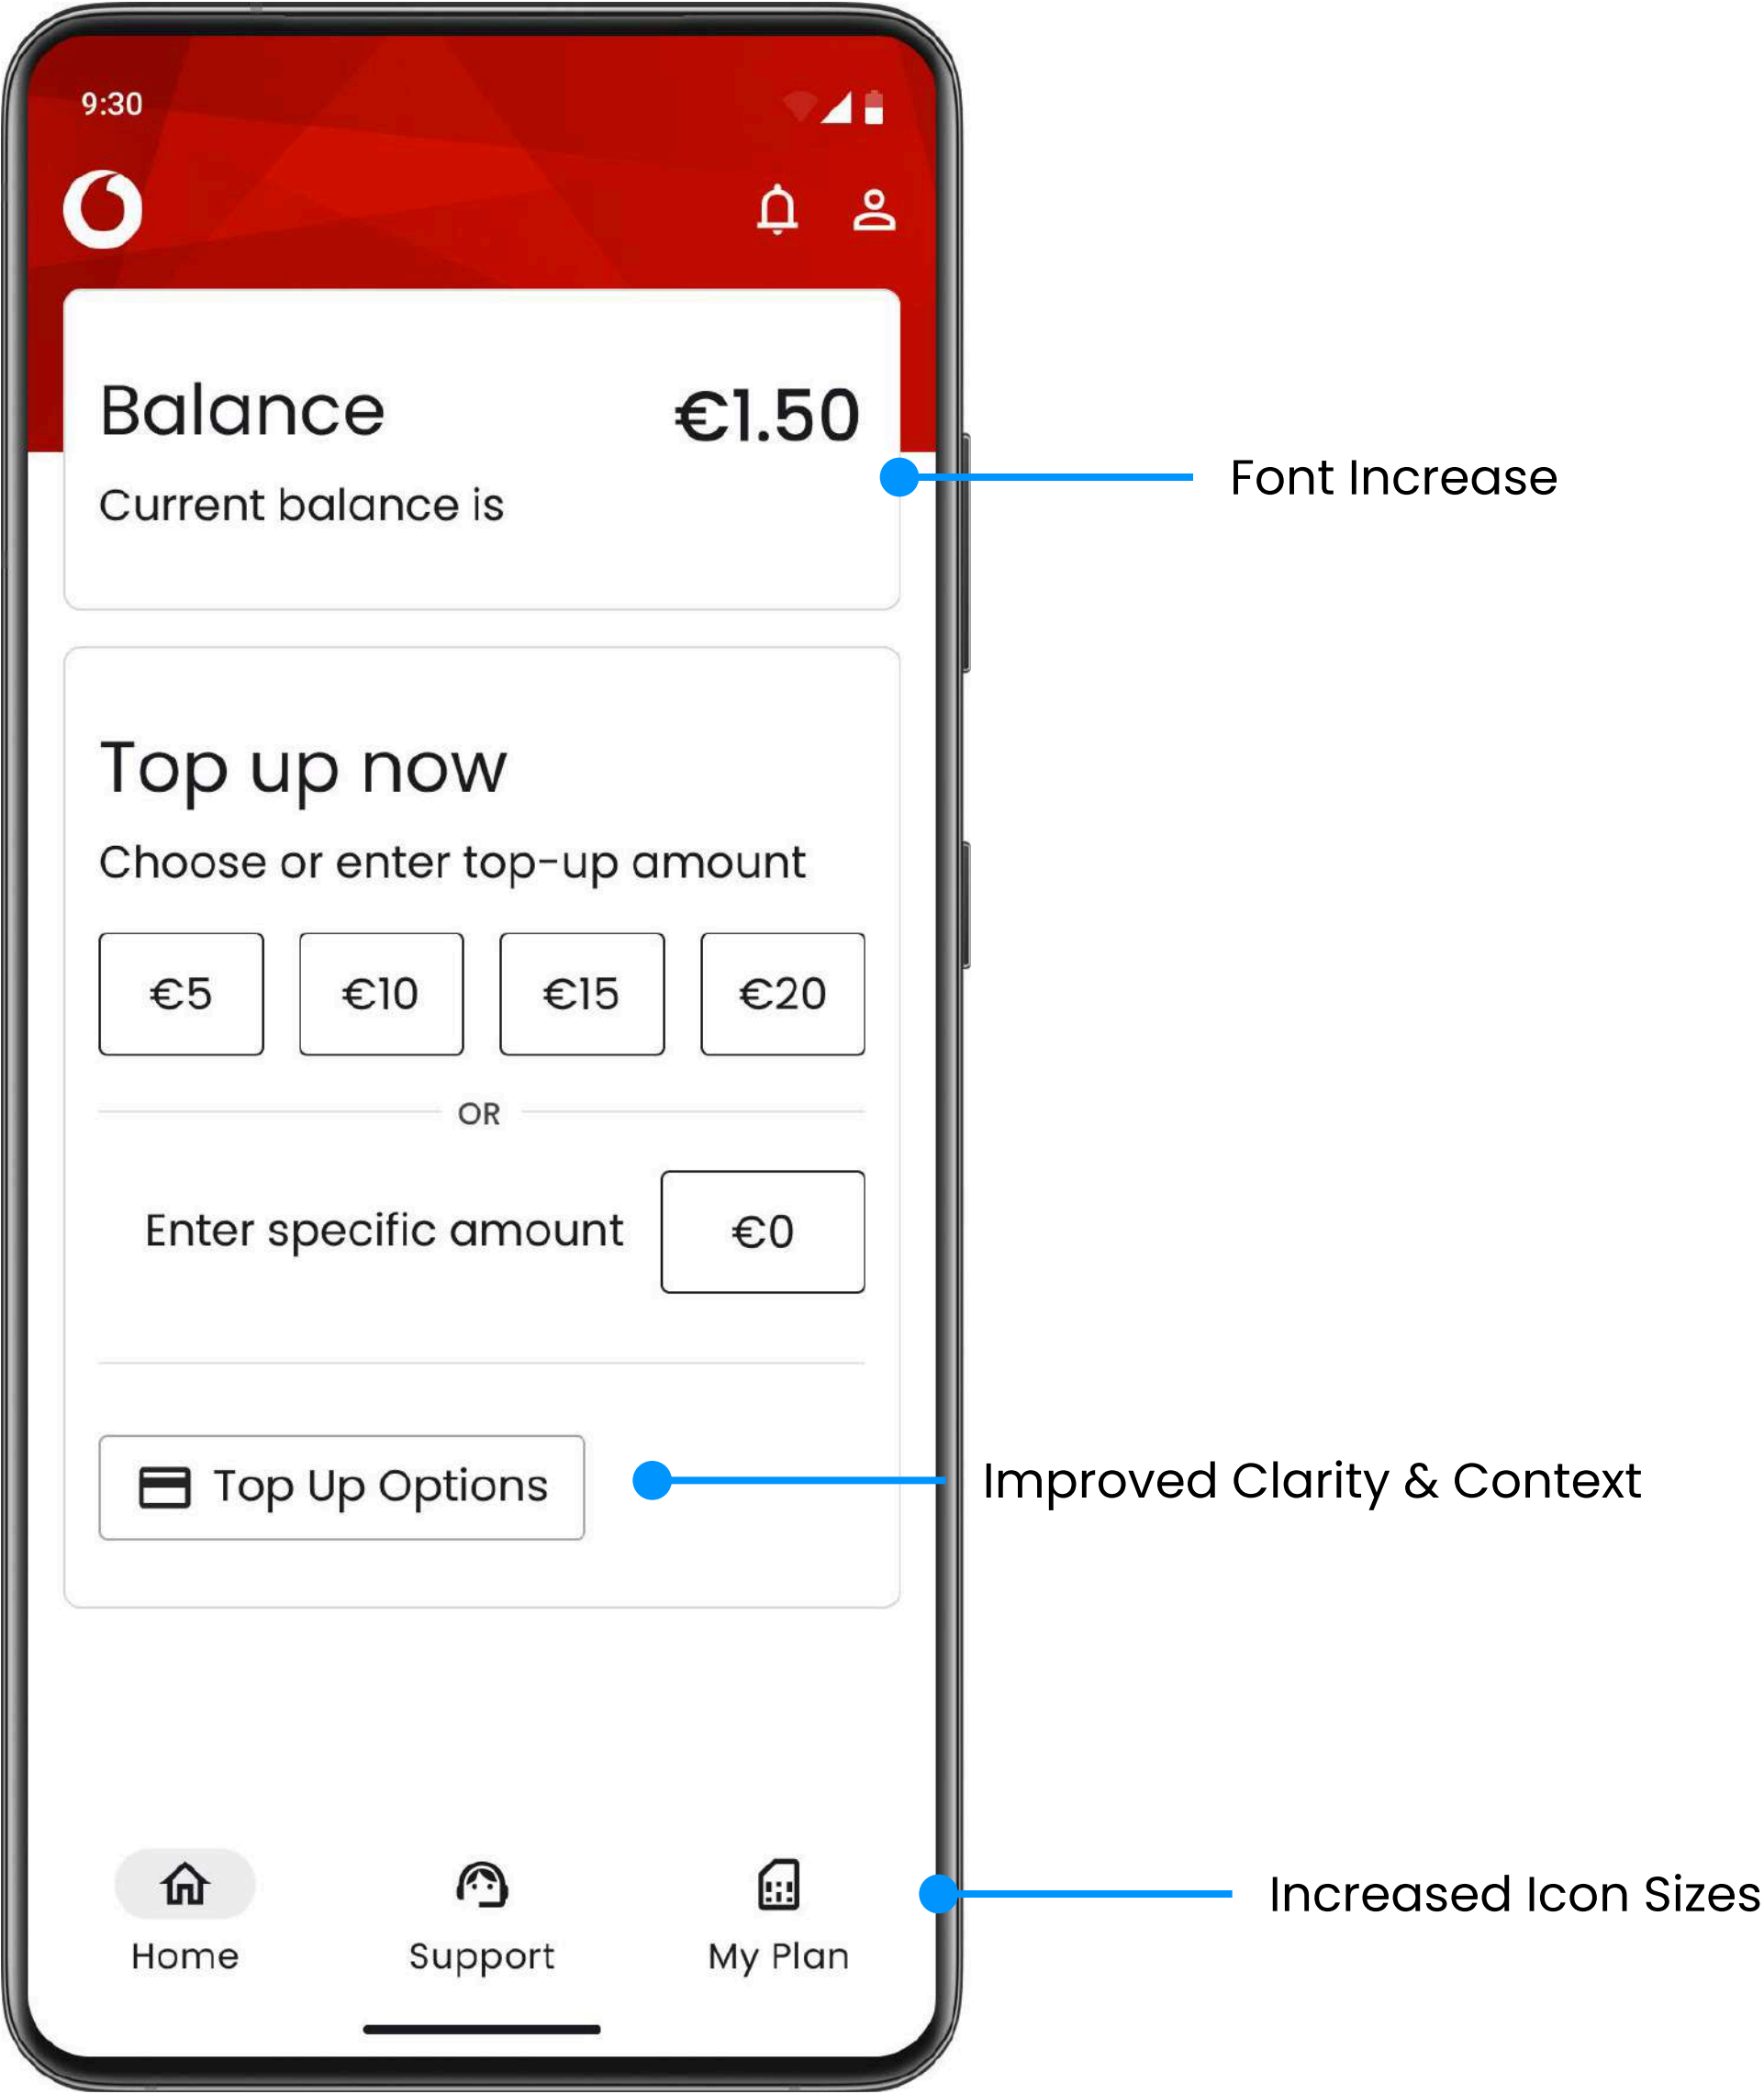 9:30
Balance €1.50
Current balance is
Font Increase
Top up now
Choose or enter top-up amount
€5 €10 €15 €20
OR
Enter specific amount €0
Top Up Options
Improved Clarity & Context
Increased Icon Sizes
Home Support My Plan